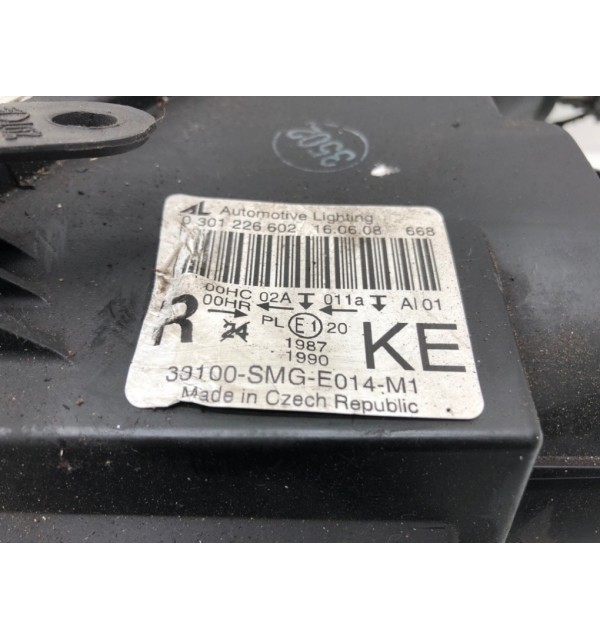 3502
AL Automotive Lighting
0 301 226 602 16.06.08 668
00HC 02A 011a AI 01
00HR
R 24 PL E1 20 KE
1987
1990
33100-SMG-E014-M1
Made in Czech Republic